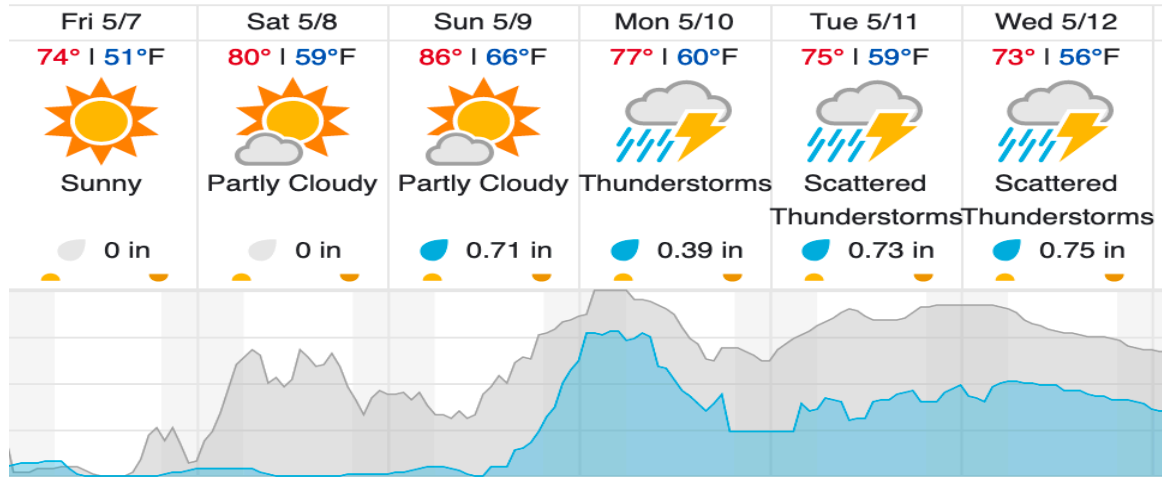 Fri 5/7 Sat 5/8 Sun 5/9 Mon 5/10 Tue 5/11 Wed 5/12
74° | 51°F 80° | 59°F 86° | 66°F 77° | 60°F 75° | 59°F 73° | 56°F
Sunny Partly Cloudy Partly Cloudy Thunderstorms Scattered Scattered
Thunderstorms Thunderstorms
0 in 0 in 0.71 in 0.39 in 0.73 in 0.75 in